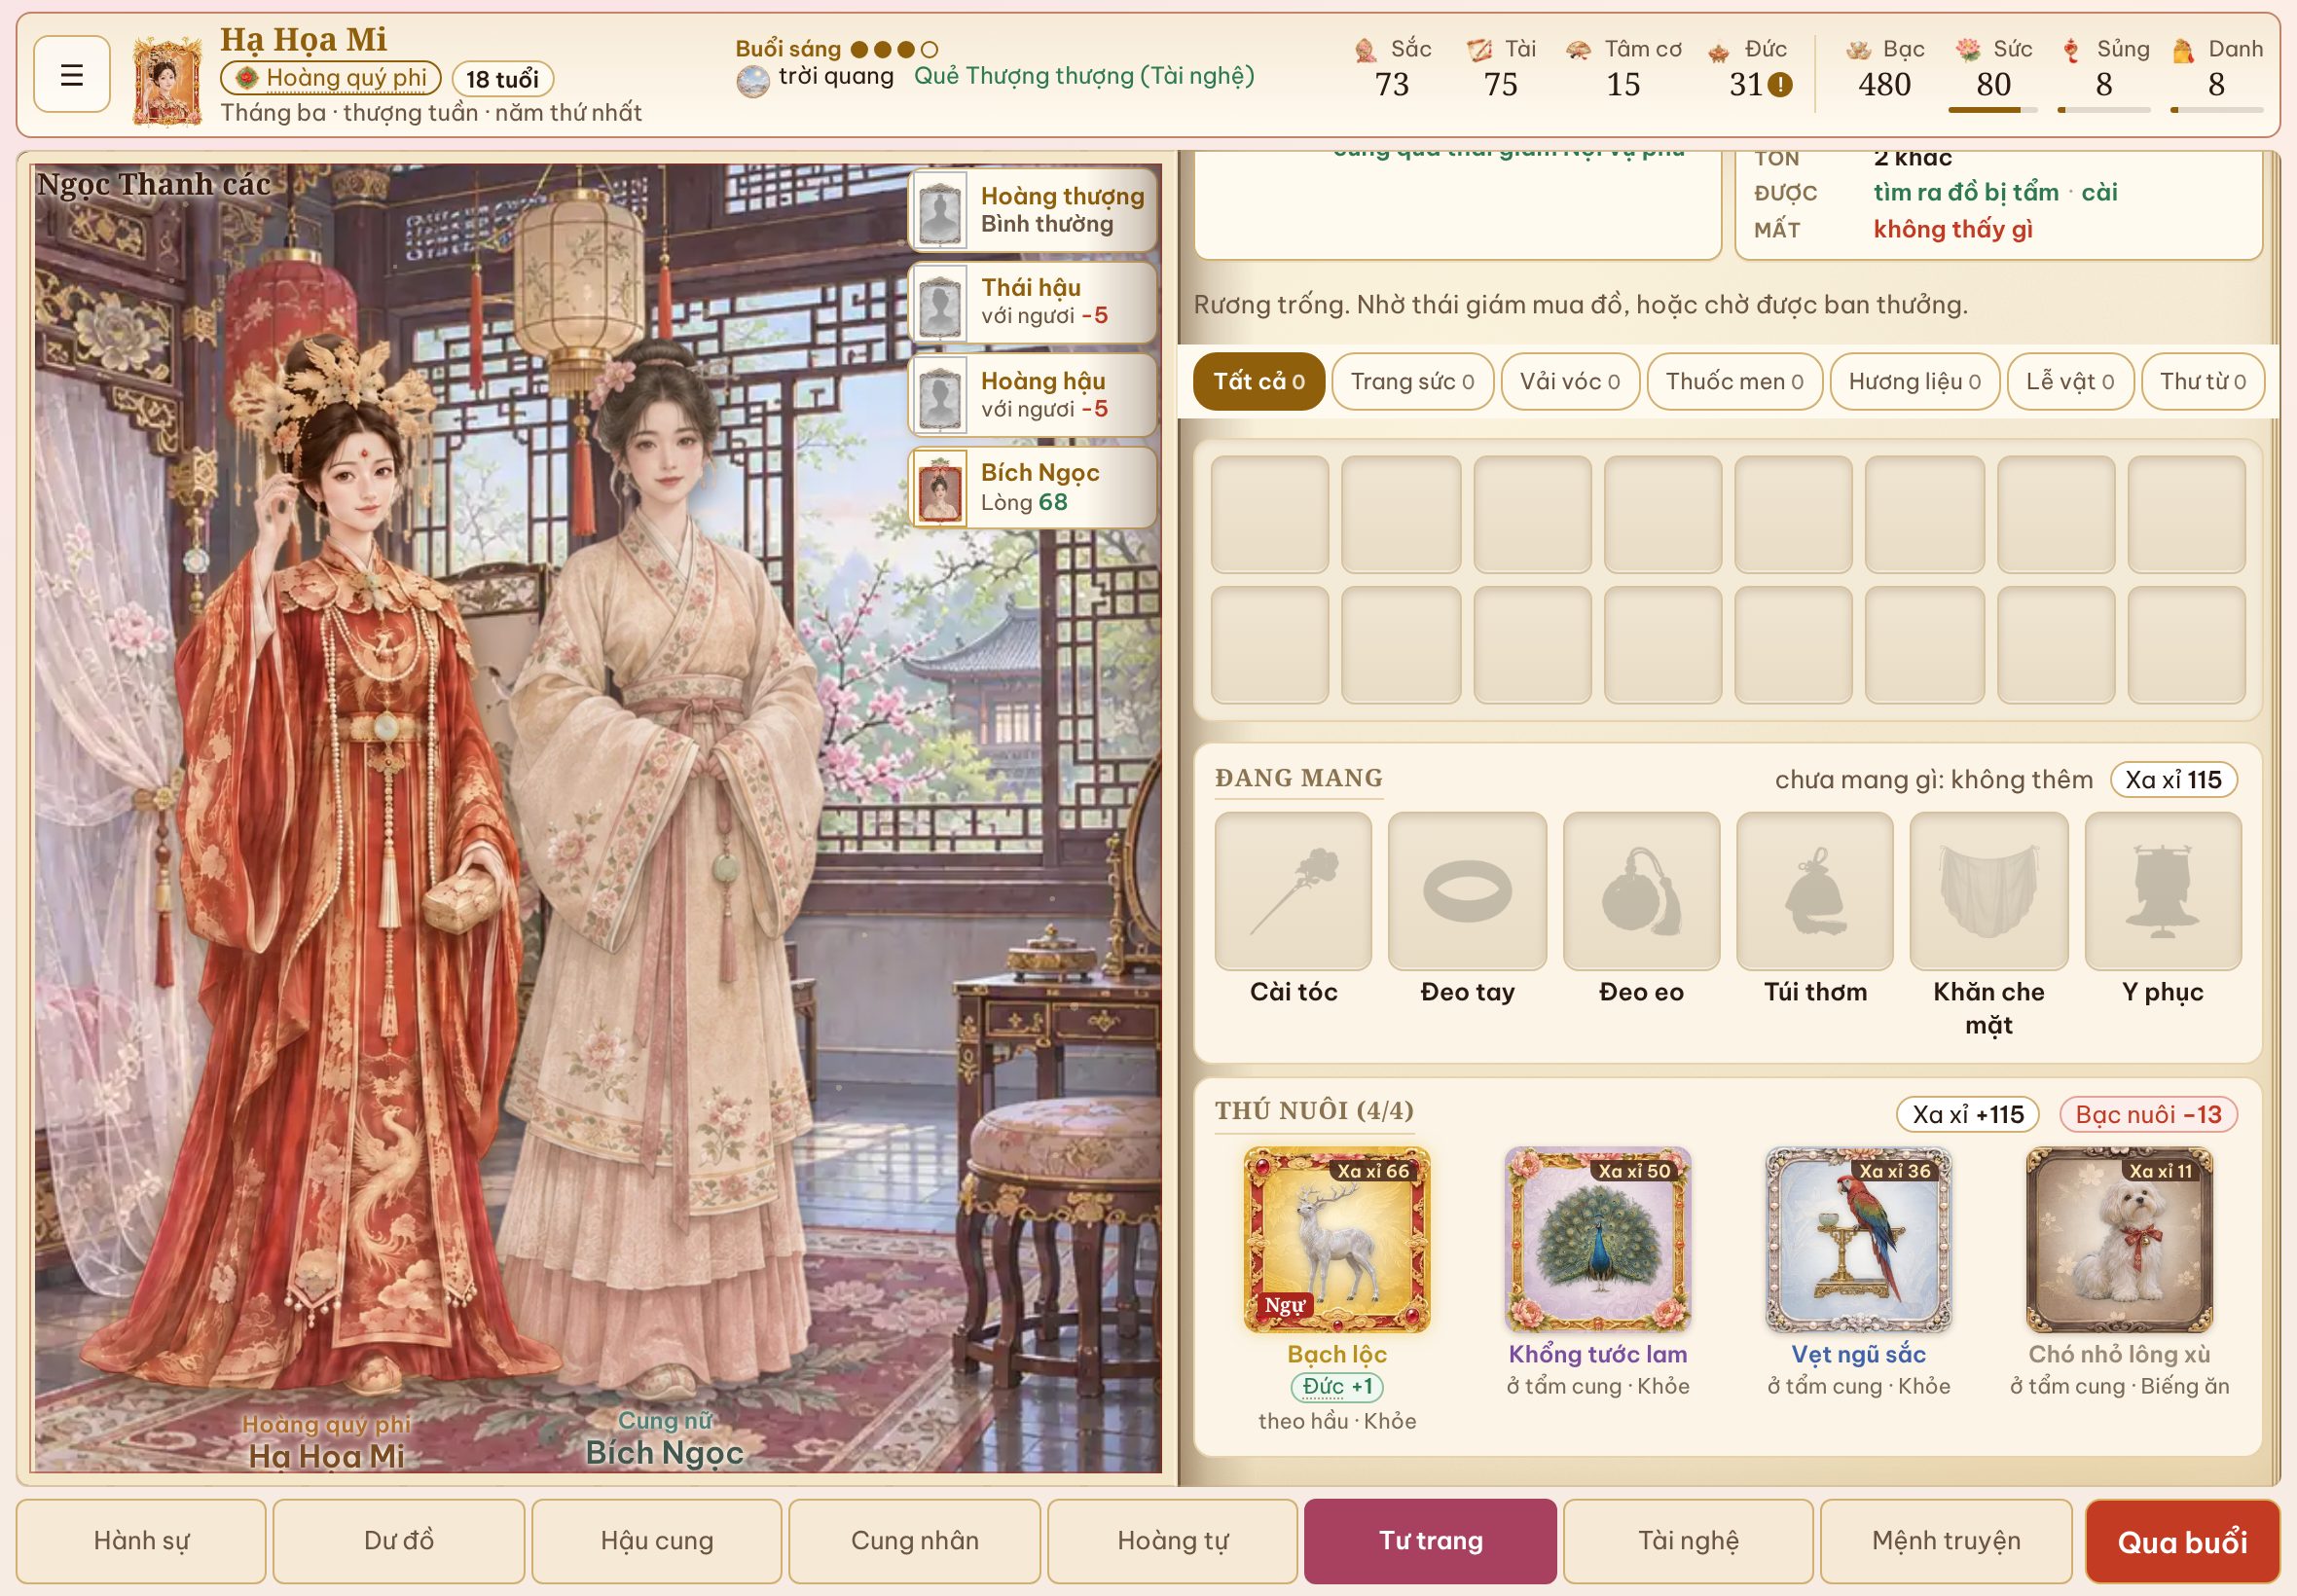 Hạ Họa Mi
Hoàng quý phi
18 tuổi
Tháng ba · thượng tuần · năm thứ nhất
Buổi sáng
trời quang
Quẻ Thượng thượng (Tài nghệ)
Sắc
73
Tài
75
Tâm cơ
15
Đức
31 !
Bạc
480
Sức
80
Sủng
8
Danh
8
Ngọc Thanh các
Hoàng thượng
Bình thường
Thái hậu
với ngươi -5
Hoàng hậu
với ngươi -5
Bích Ngọc
Lòng 68
Hoàng quý phi
Hạ Họa Mi
Cung nữ
Bích Ngọc
cùng qua thái giám Nội vụ phủ
TỐN
2 khắc
ĐƯỢC
tìm ra đồ bị tẩm · cài
MẤT
không thấy gì
Rương trống. Nhờ thái giám mua đồ, hoặc chờ được ban thưởng.
Tất cả 0
Trang sức 0
Vải vóc 0
Thuốc men 0
Hương liệu 0
Lễ vật 0
Thư từ 0
ĐANG MANG
chưa mang gì: không thêm
Xa xỉ 115
Cài tóc
Đeo tay
Đeo eo
Túi thơm
Khăn che
mặt
Y phục
THÚ NUÔI (4/4)
Xa xỉ +115
Bạc nuôi −13
Xa xỉ 66
Ngự
Bạch lộc
Đức +1
theo hầu · Khỏe
Xa xỉ 50
Khổng tước lam
ở tẩm cung · Khỏe
Xa xỉ 36
Vẹt ngũ sắc
ở tẩm cung · Khỏe
Xa xỉ 11
Chó nhỏ lông xù
ở tẩm cung · Biếng ăn
Hành sự
Dư đồ
Hậu cung
Cung nhân
Hoàng tự
Tư trang
Tài nghệ
Mệnh truyện
Qua buổi